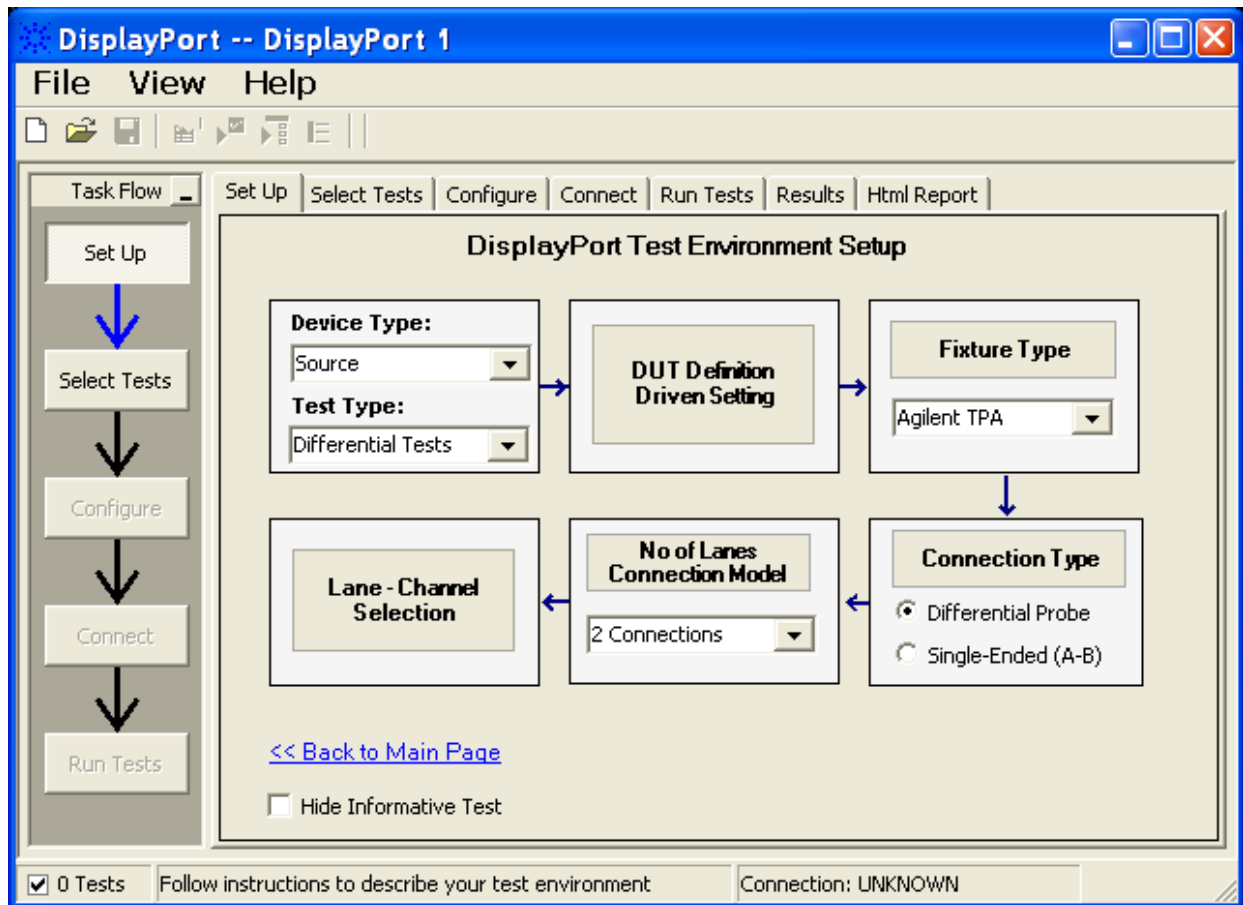 DisplayPort -- DisplayPort 1
File View Help
Task Flow
Set Up Select Tests Configure Connect Run Tests Results Html Report
Set Up
Select Tests
Configure
Connect
Run Tests
DisplayPort Test Environment Setup
Device Type:
Source
Test Type:
Differential Tests
DUT Definition
Driven Setting
Fixture Type
Agilent TPA
Lane - Channel
Selection
No of Lanes
Connection Model
2 Connections
Connection Type
Differential Probe
Single-Ended (A-B)
<< Back to Main Page
Hide Informative Test
0 Tests Follow instructions to describe your test environment Connection: UNKNOWN